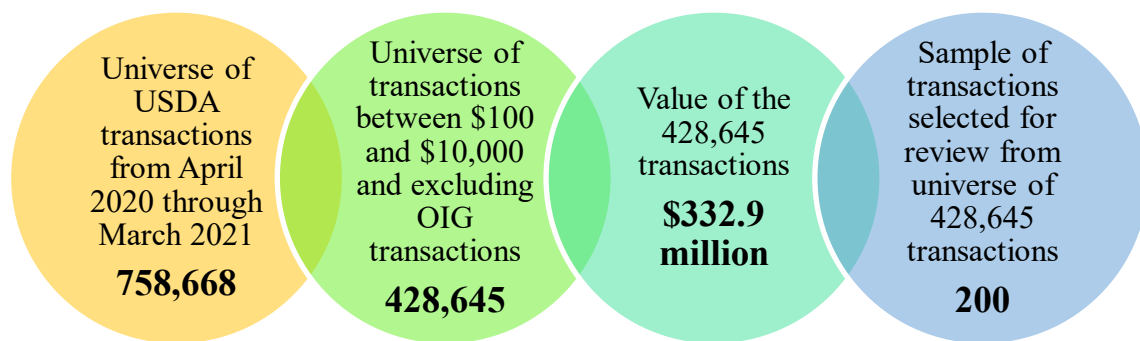 Universe of
USDA
transactions
from April
2020 through
March 2021
758,668
Universe of
transactions
between $100
and $10,000
and excluding
OIG
transactions
428,645
Value of the
428,645
transactions
$332.9
million
Sample of
transactions
selected for
review from
universe of
428,645
transactions
200